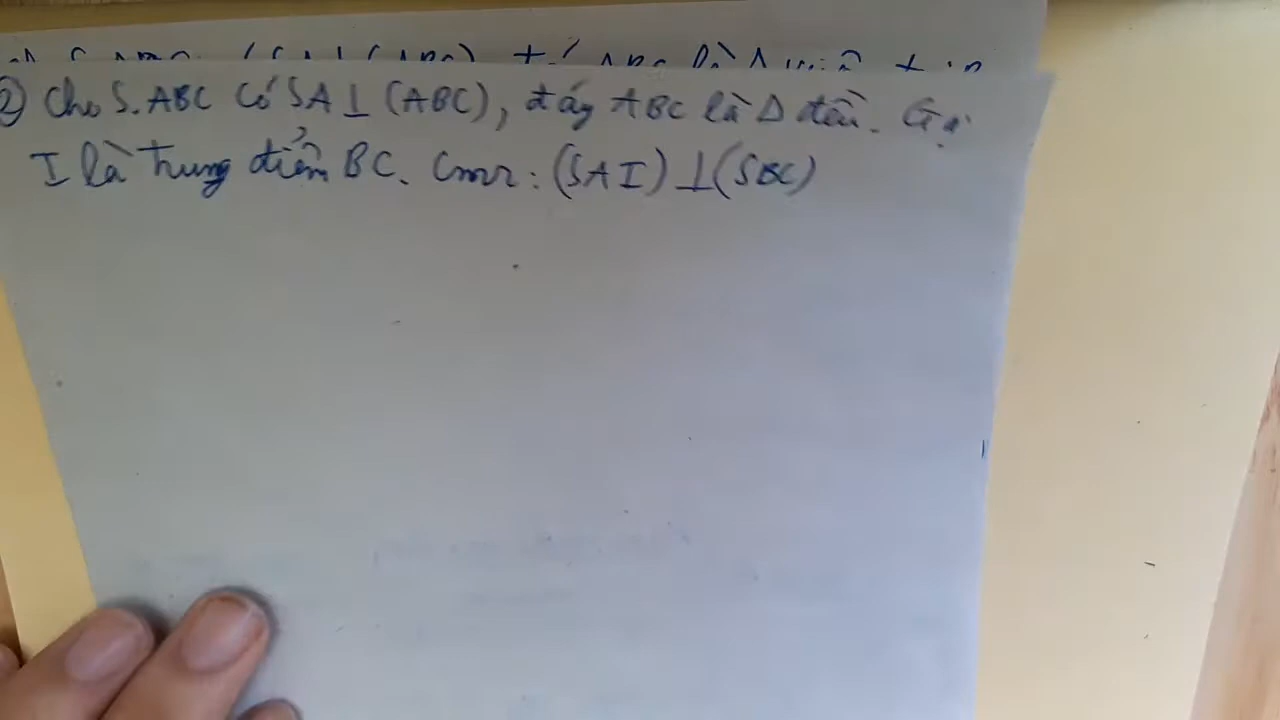 ② Cho S.ABC có SA⊥(ABC), đáy ABC là Δ đều. Gọi
I là trung điểm BC. Cmr: (SAI)⊥(SBC)